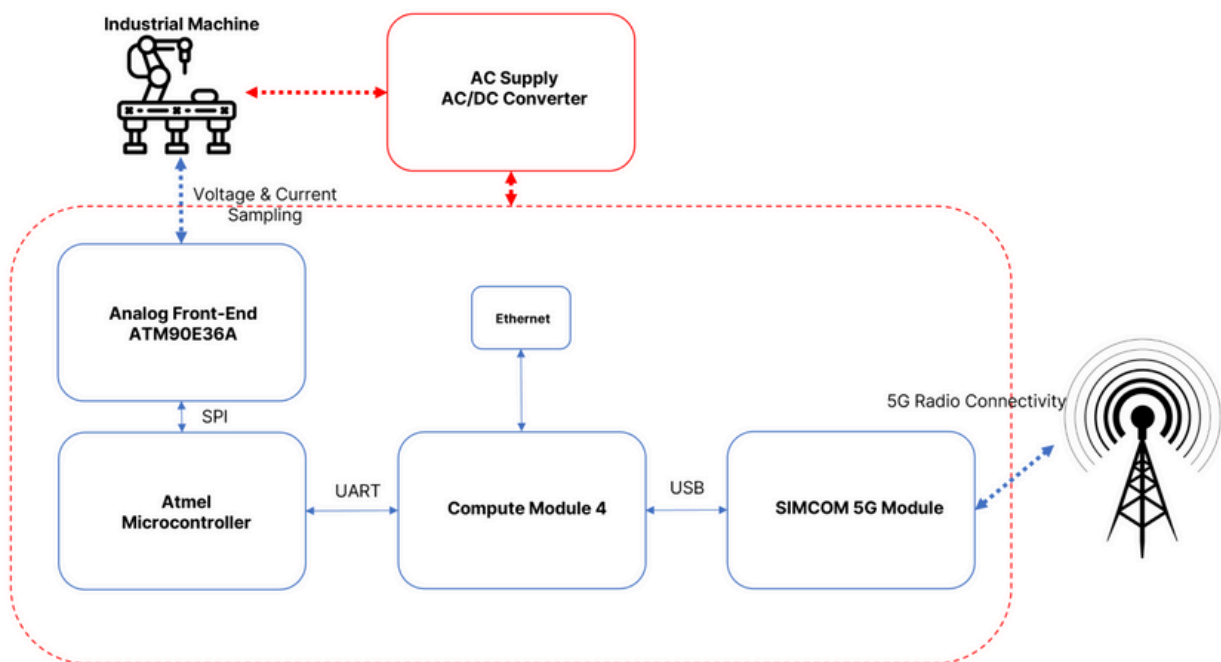 Industrial Machine
AC Supply
AC/DC Converter
Voltage & Current
Sampling
Analog Front-End
ATM90E36A
Ethernet
5G Radio Connectivity
SPI
Atmel
Microcontroller
UART
Compute Module 4
USB
SIMCOM 5G Module